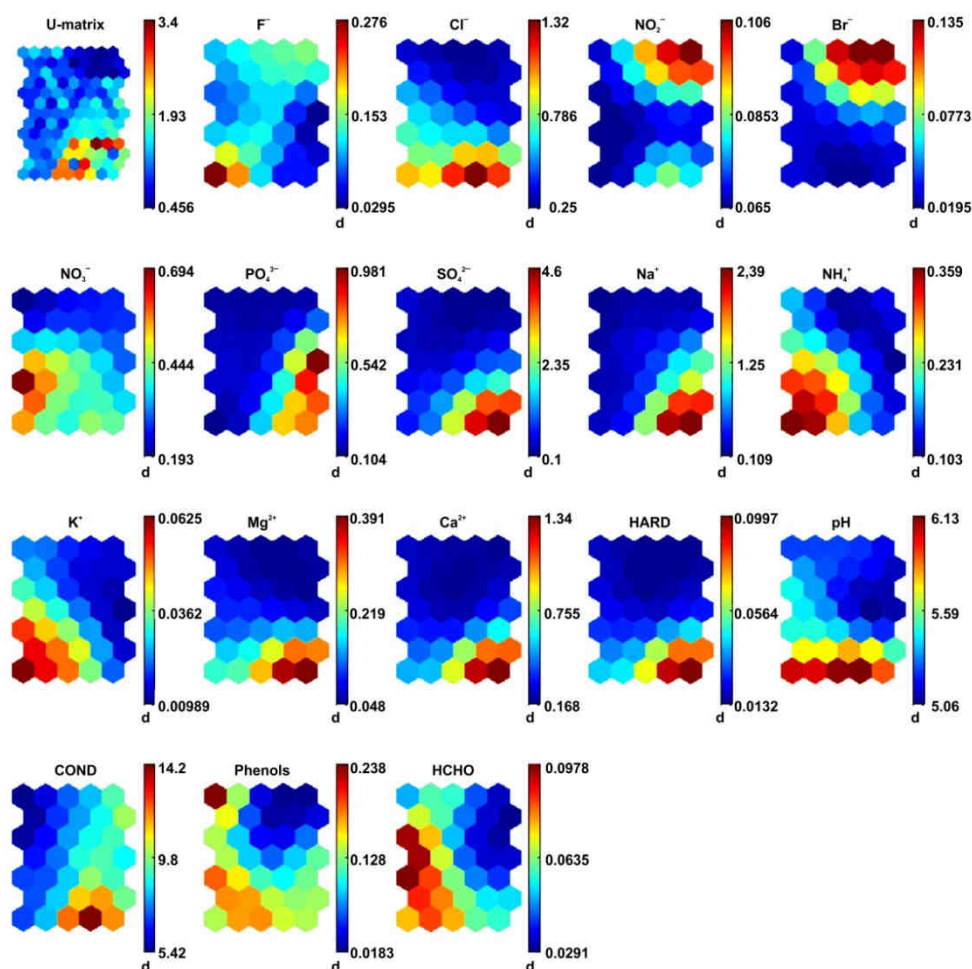 U-matrix
3.4
1.93
0.456
d
F⁻
0.276
0.153
0.0295
d
Cl⁻
1.32
0.786
0.25
d
NO₂⁻
0.106
0.0853
0.065
d
Br⁻
0.135
0.0773
0.0195
d
NO₃⁻
0.694
0.444
0.193
d
PO₄³⁻
0.981
0.542
0.104
d
SO₄²⁻
4.6
2.35
0.1
d
Na⁺
2,39
1.25
0.109
d
NH₄⁺
0.359
0.231
0.103
d
K⁺
0.0625
0.0362
0.00989
d
Mg²⁺
0.391
0.219
0.048
d
Ca²⁺
1.34
0.755
0.168
d
HARD
0.0997
0.0564
0.0132
d
pH
6.13
5.59
5.06
d
COND
14.2
9.8
5.42
d
Phenols
0.238
0.128
0.0183
d
HCHO
0.0978
0.0635
0.0291
d